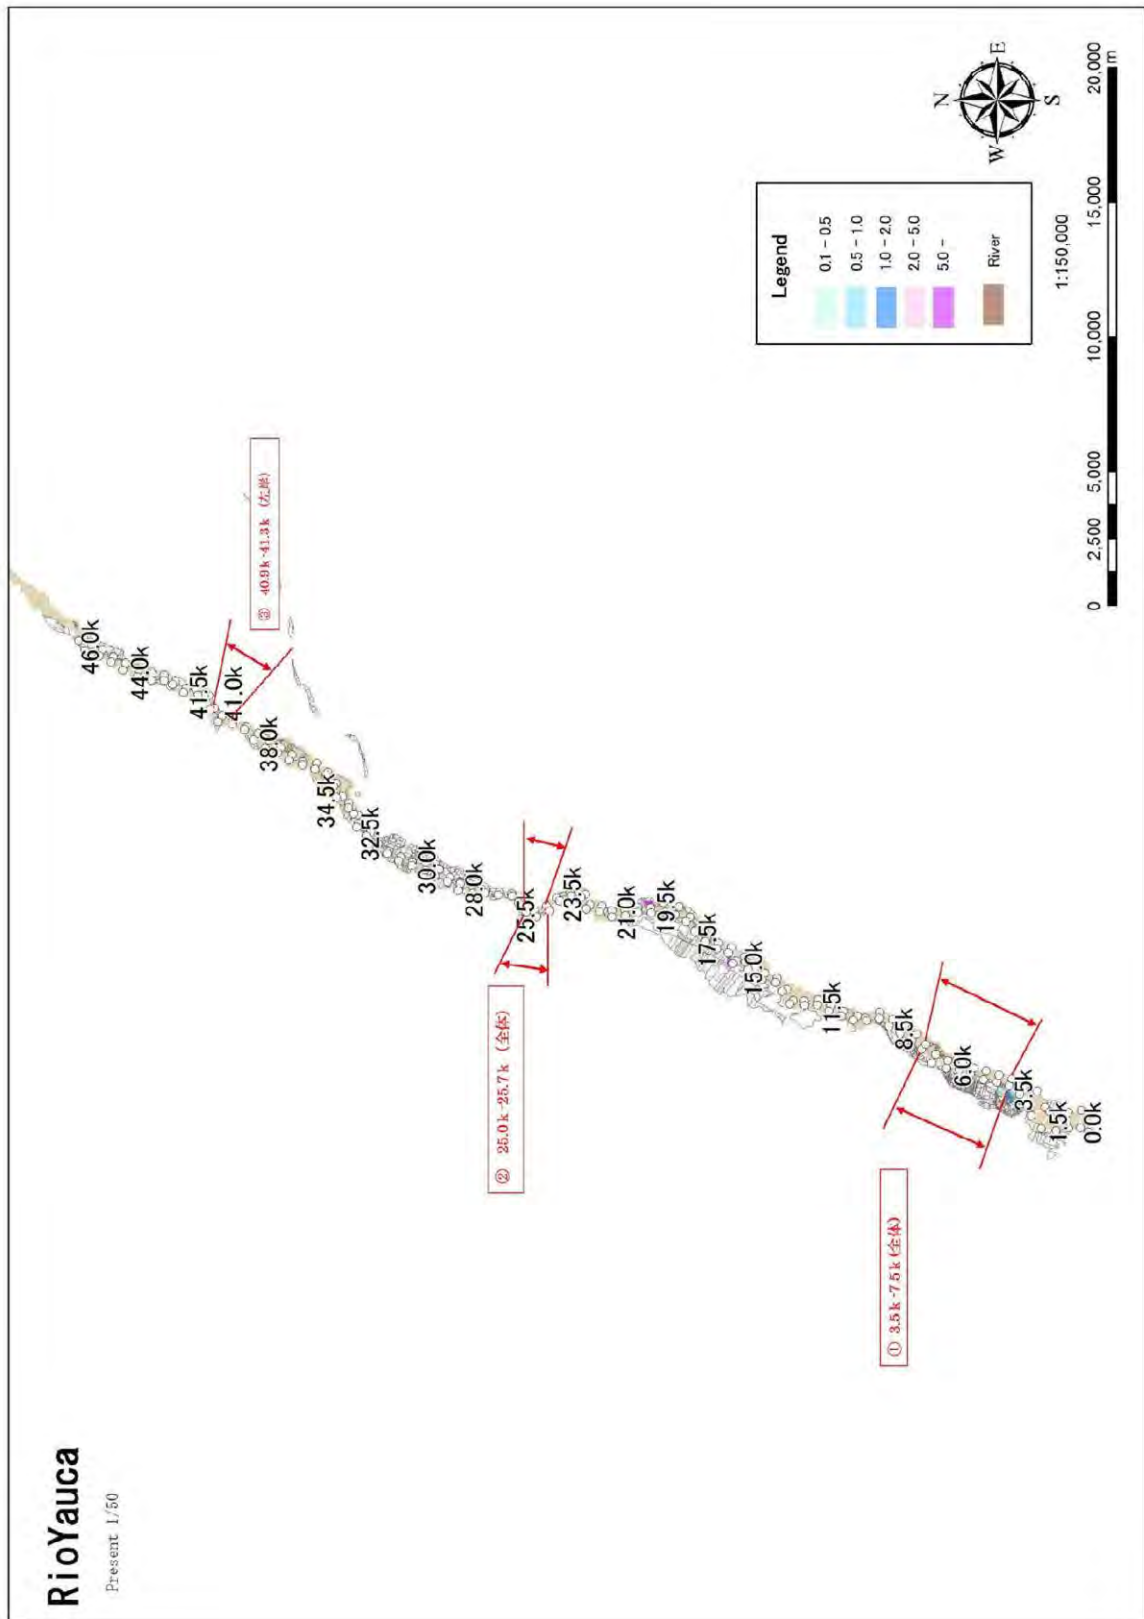 RioYauca
Present 1/50
46.0k
44.0k
41.5k
41.0k
③ 40.9k-41.3k (左岸)
38.0k
34.5k
32.5k
30.0k
28.0k
25.5k
② 25.0k-25.7k (全体)
23.5k
21.0k
19.5k
17.5k
15.0k
11.5k
8.5k
6.0k
3.5k
1.5k
0.0k
① 3.5k-7.5k(全体)
N
E
S
W
Legend
0.1 - 0.5
0.5 - 1.0
1.0 - 2.0
2.0 - 5.0
5.0 -
River
1:150,000
0 2,500 5,000 10,000 15,000 20,000 m